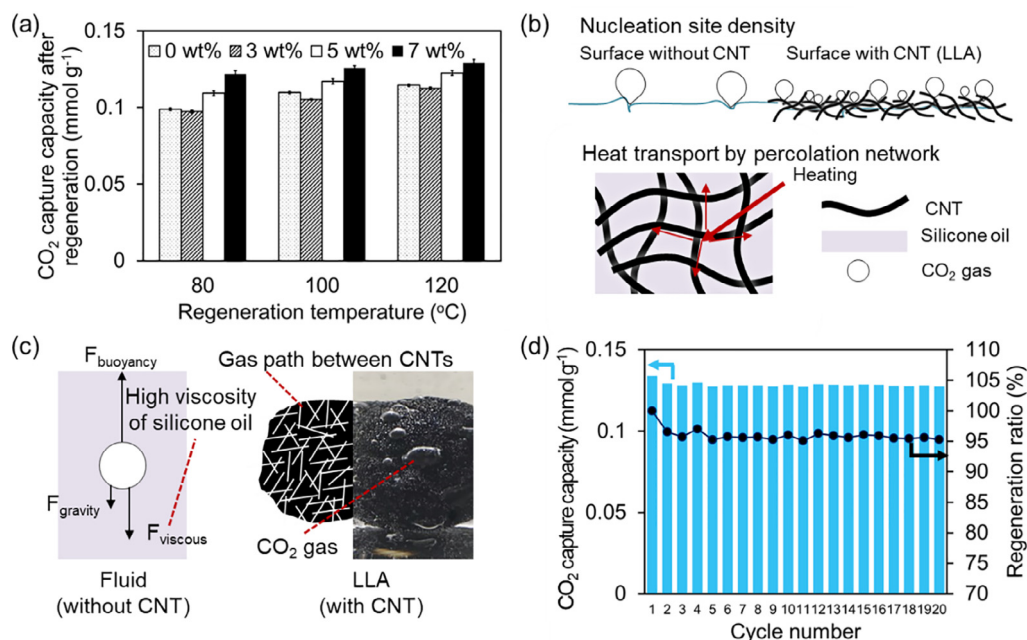 (a)
CO₂ capture capacity after
regeneration (mmol g⁻¹)
0.15
0.1
0.05
0
0 wt%
3 wt%
5 wt%
7 wt%
80
100
120
Regeneration temperature (°C)
(b)
Nucleation site density
Surface without CNT
Surface with CNT (LLA)
Heat transport by percolation network
Heating
CNT
Silicone oil
CO₂ gas
(c)
F_buoyancy
High viscosity
of silicone oil
F_gravity
F_viscous
Fluid
(without CNT)
Gas path between CNTs
CO₂ gas
LLA
(with CNT)
(d)
CO₂ capture capacity (mmol g⁻¹)
0.15
0.1
0.05
0
110
105
100
95
90
85
80
75
70
Regeneration ratio (%)
1 2 3 4 5 6 7 8 9 10 11 12 13 14 15 16 17 18 19 20
Cycle number